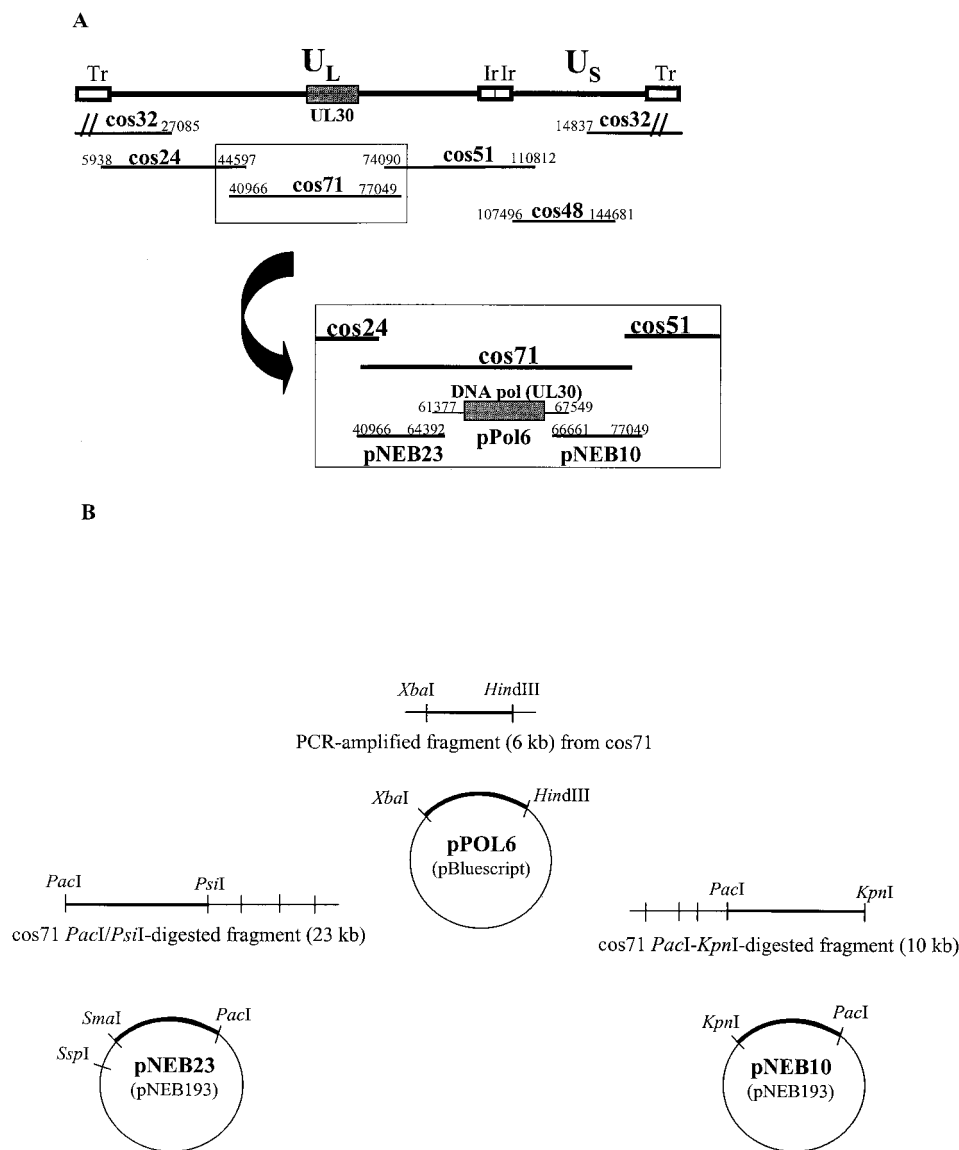 A
U_L U_S
Tr Ir Ir Tr
UL30
cos32 27085 14837 cos32
5938 cos24 44597 74090 cos51 110812
40966 cos71 77049
107496 cos48 144681
cos24 cos51
cos71
DNA pol (UL30)
61377 67549
40966 64392 pPol6 66661 77049
pNEB23 pNEB10
B
XbaI HindIII
PCR-amplified fragment (6 kb) from cos71
XbaI HindIII
pPOL6
(pBluescript)
PacI PsiI
cos71 PacI/PsiI-digested fragment (23 kb)
PacI KpnI
cos71 PacI-KpnI-digested fragment (10 kb)
SmaI PacI
SspI
pNEB23
(pNEB193)
KpnI PacI
pNEB10
(pNEB193)